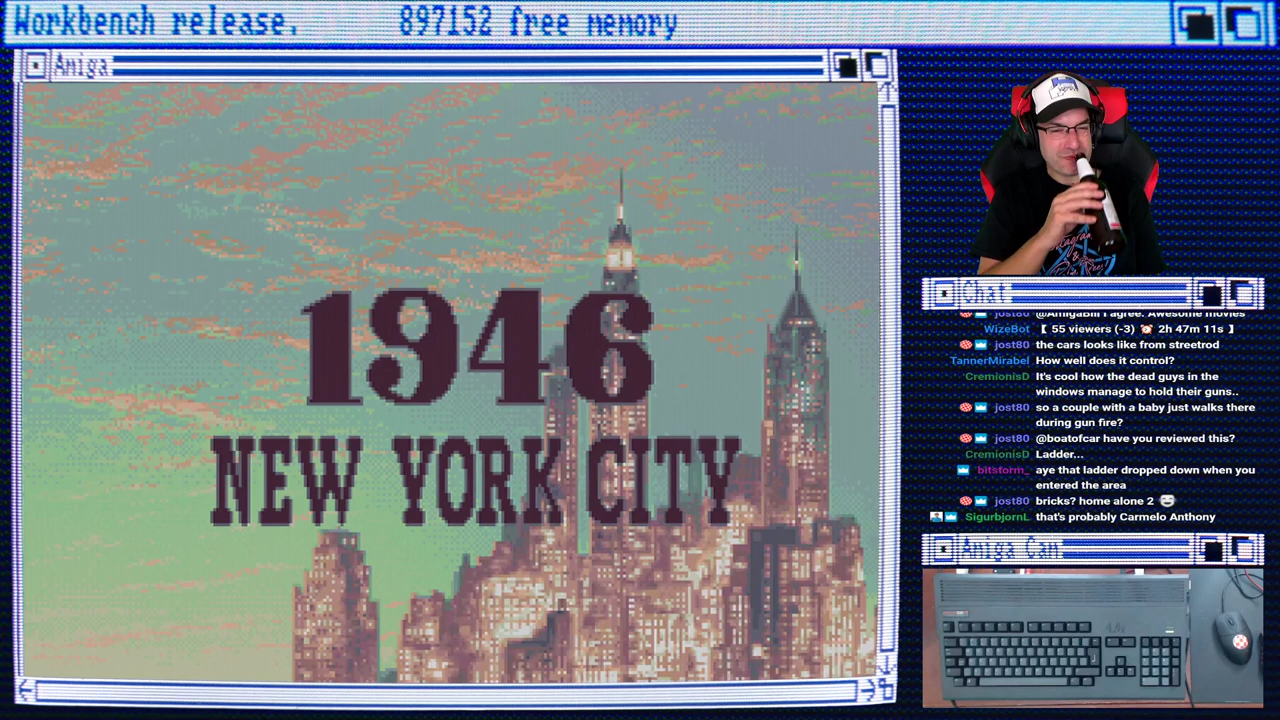 Workbench release. 897152 free memory
Amiga
1946
NEW YORK CITY
Chat
jost80 @AmigaBill I agree. Awesome movies
WizeBot 【 55 viewers (-3) ⏰ 2h 47m 11s 】
jost80 the cars looks like from streetrod
TannerMirabel How well does it control?
CremionisD It's cool how the dead guys in the
windows manage to hold their guns..
jost80 so a couple with a baby just walks there
during gun fire?
jost80 @boatofcar have you reviewed this?
CremionisD Ladder...
bitstorm_ aye that ladder dropped down when you
entered the area
jost80 bricks? home alone 2 😄
SigurbjornL that's probably Carmelo Anthony
Amiga Cam